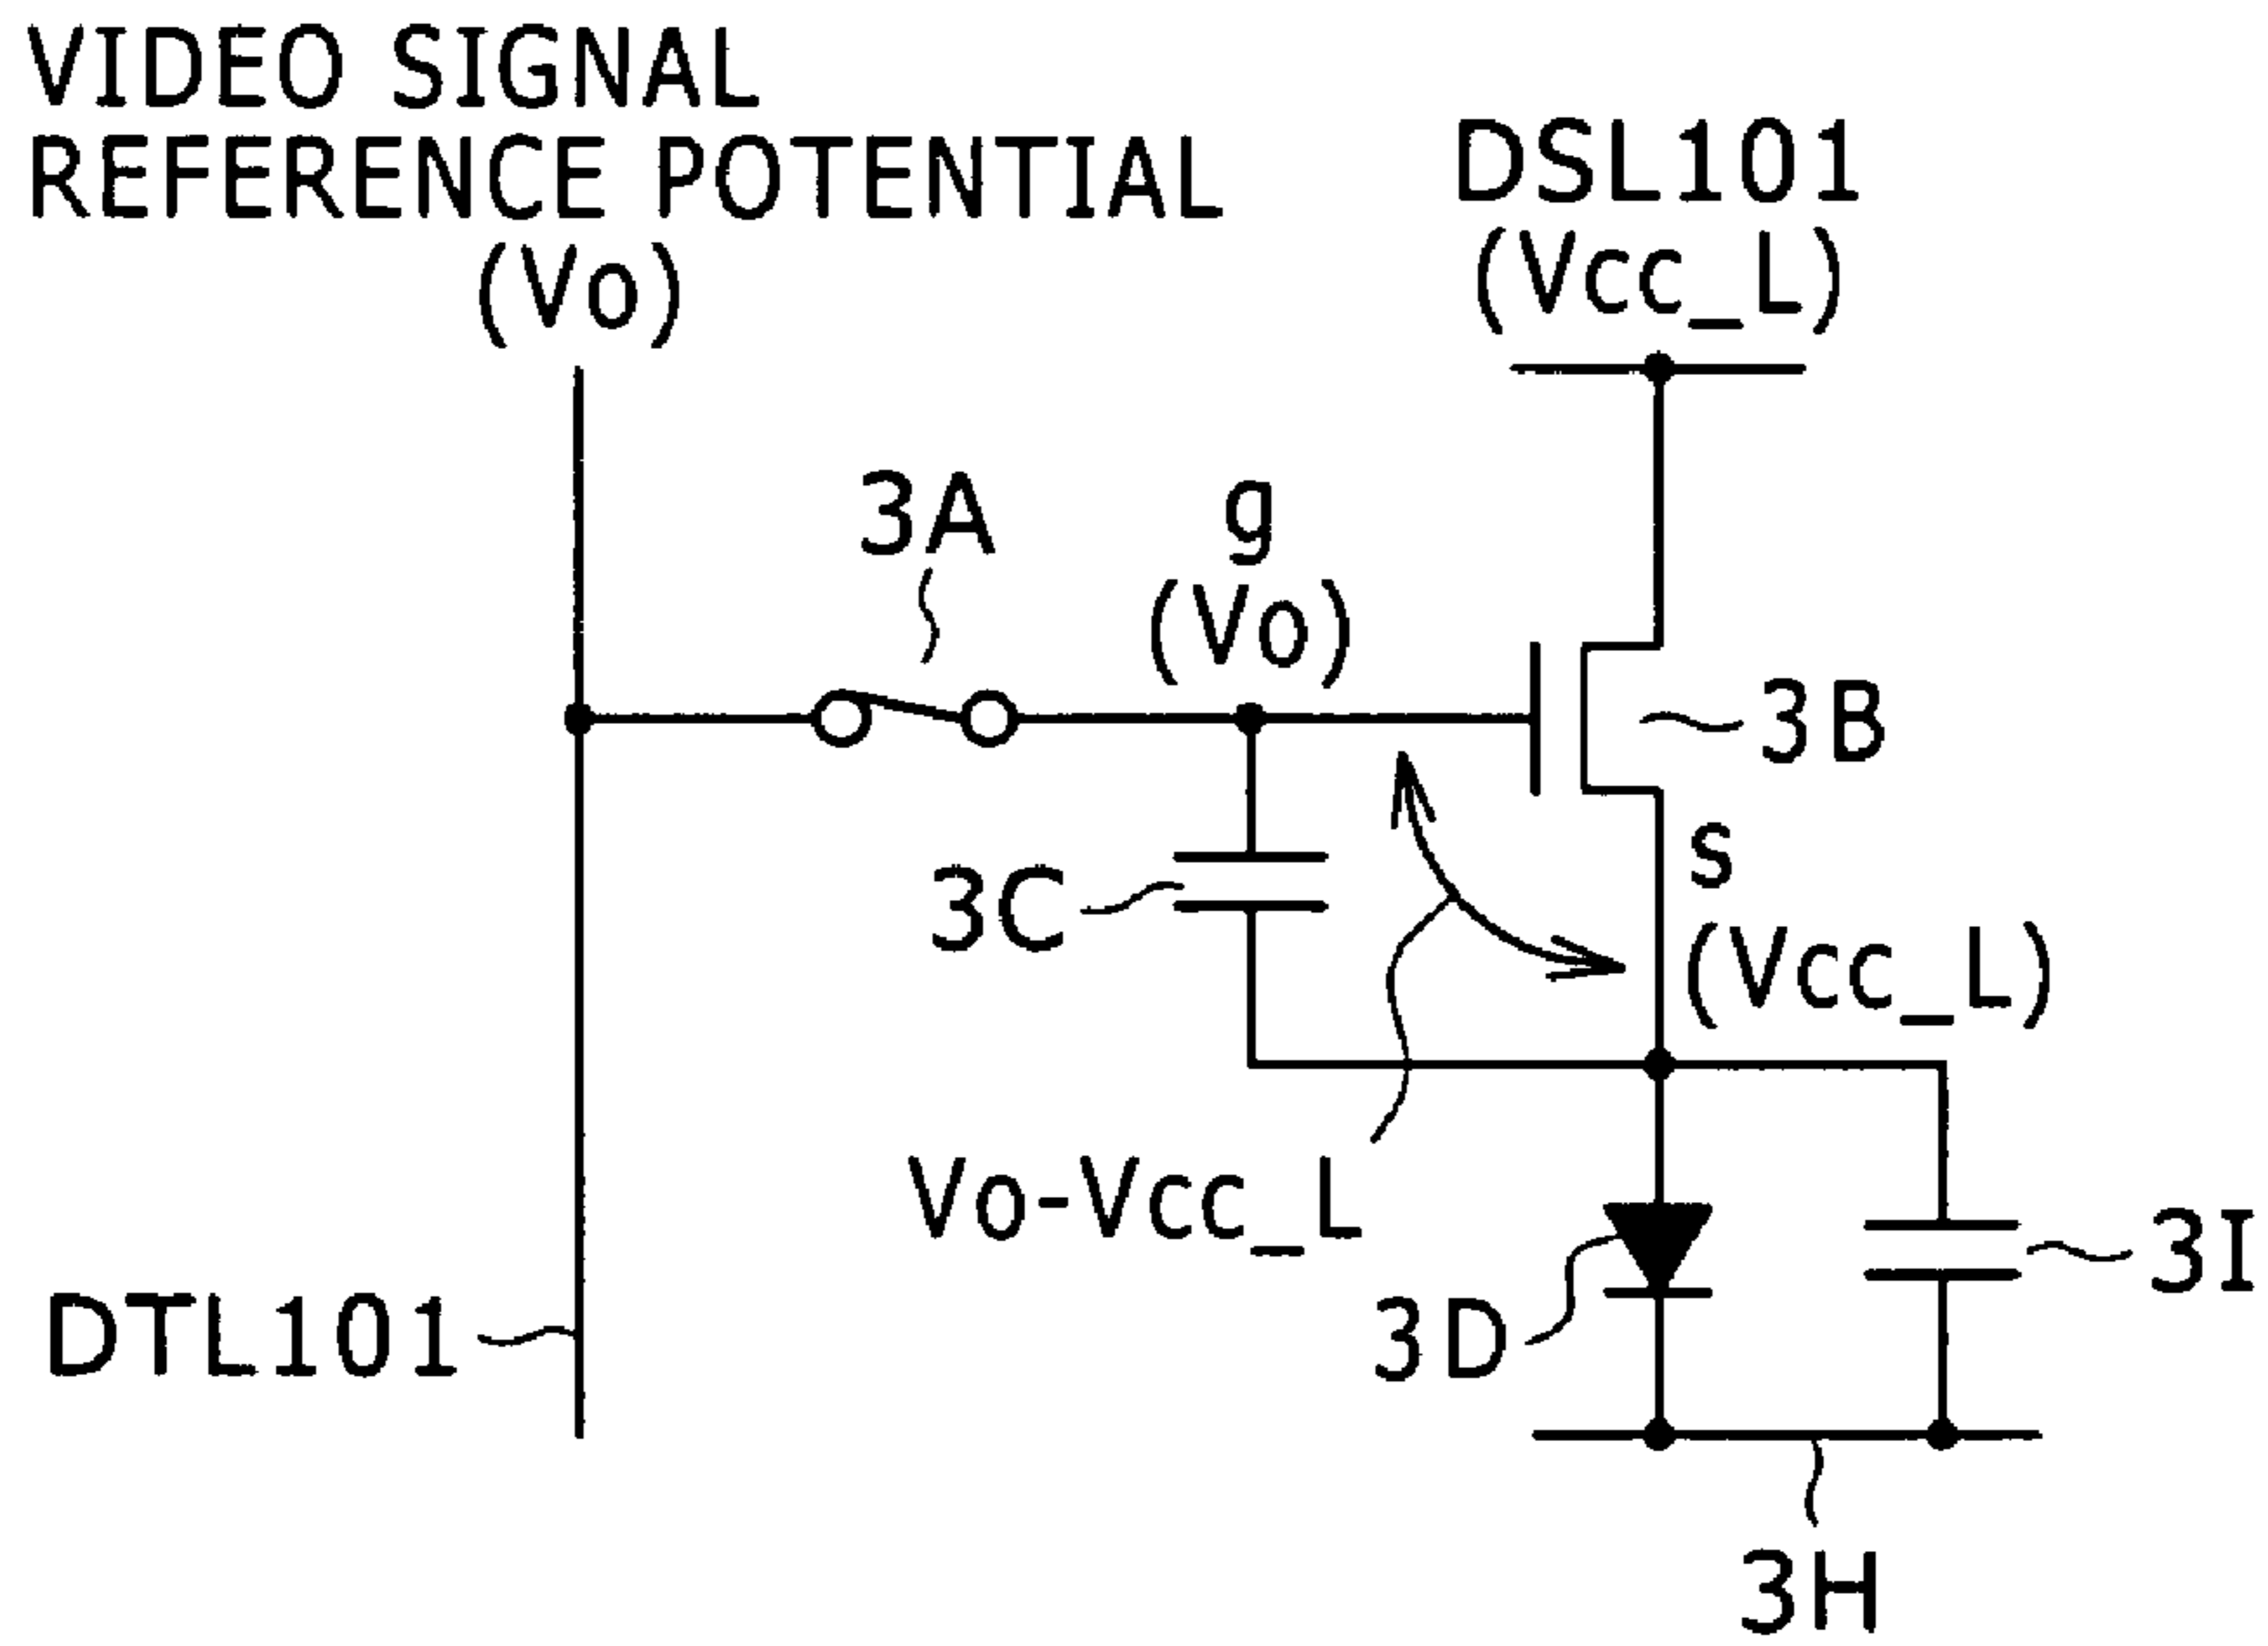 VIDEO SIGNAL
REFERENCE POTENTIAL
(Vo)
DSL101
(Vcc_L)
3A
g
(Vo)
3B
s
(Vcc_L)
3C
Vo-Vcc_L
3D
3I
DTL101
3H